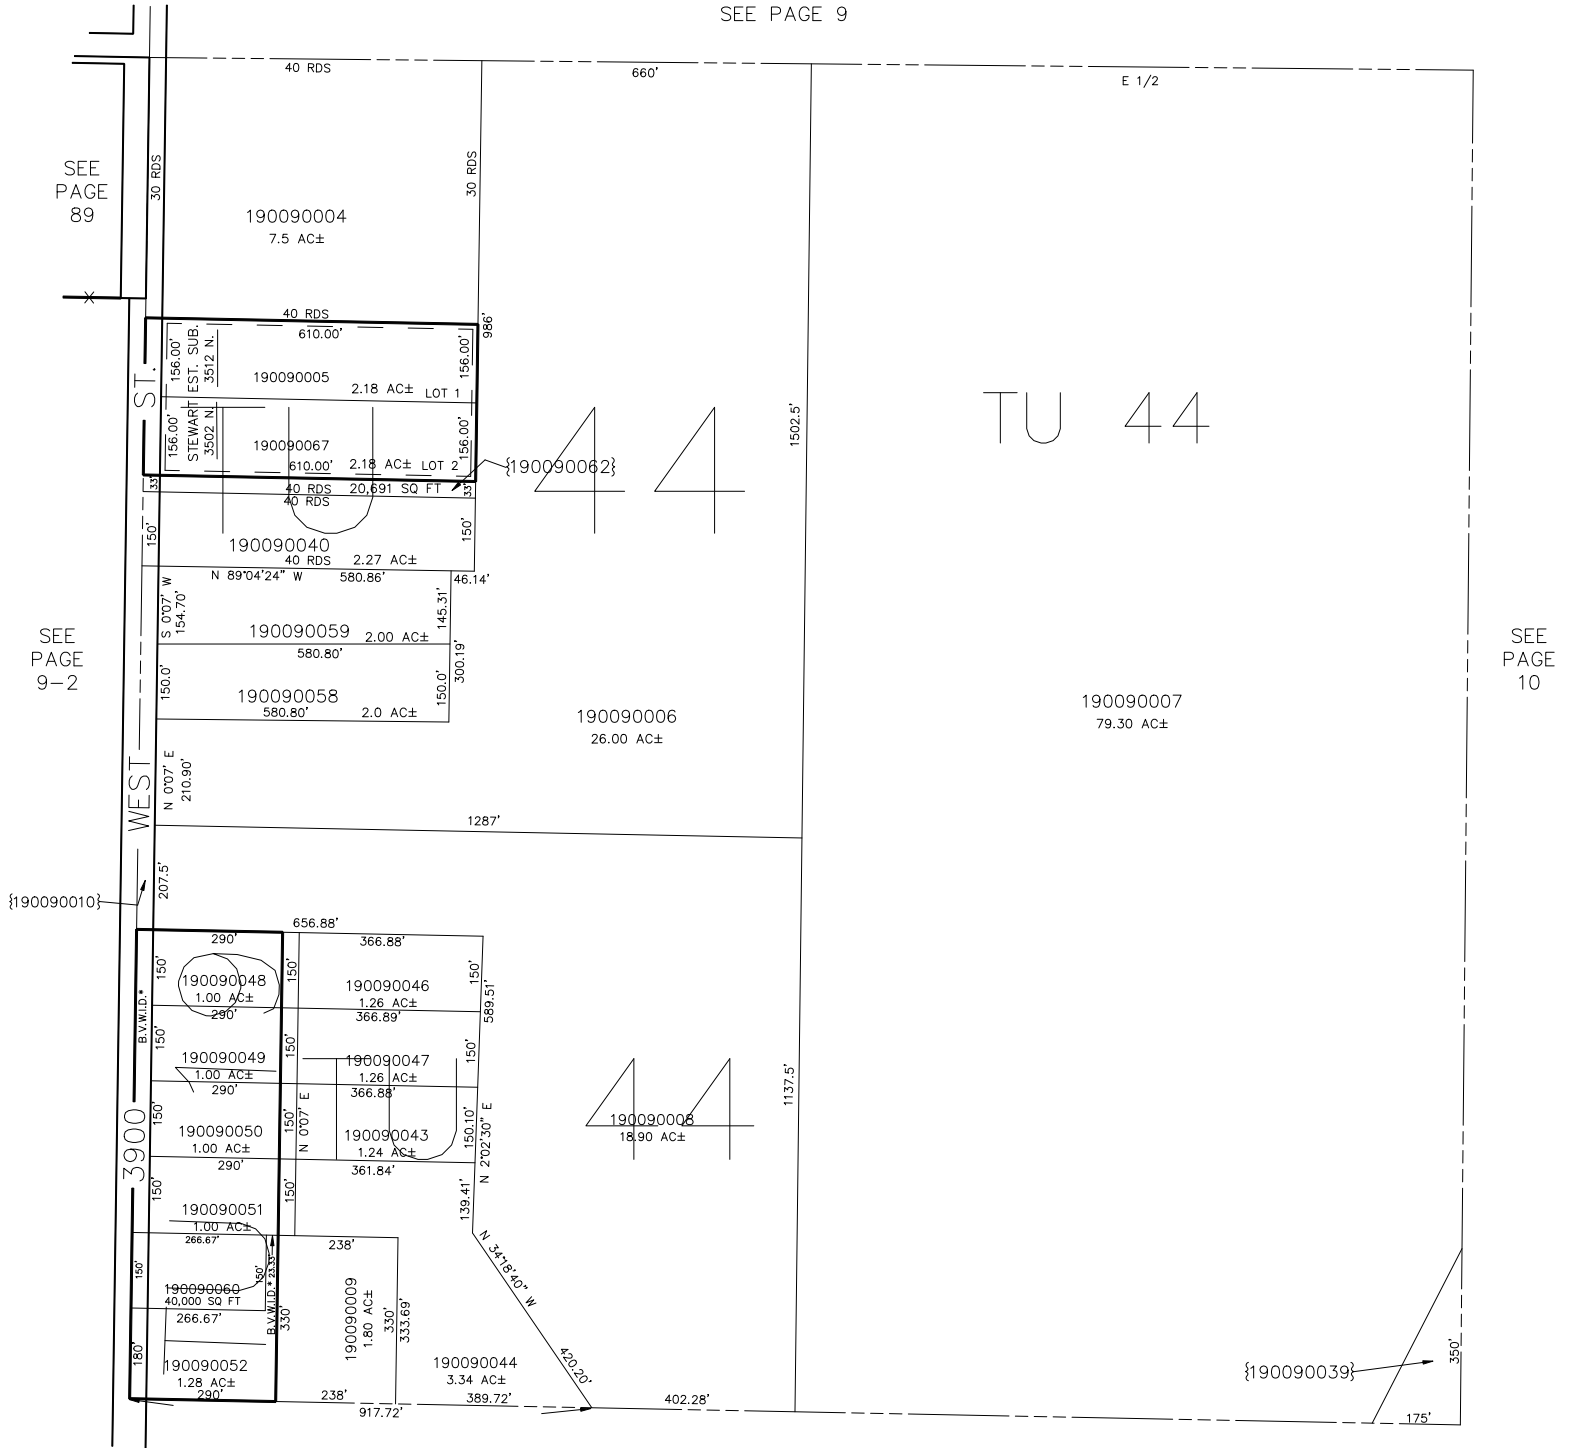 SEE PAGE 9
40 RDS
660'
E 1/2
SEE
PAGE
89
30 RDS
30 RDS
190090004
7.5 AC±
40 RDS
610.00'
986'
156.00'
STEWART EST. SUB.
3512 N.
156.00'
190090005
2.18 AC± LOT 1
ST.
156.00'
3502 N.
156.00'
190090067
610.00' 2.18 AC± LOT 2
{190090062}
33'
40 RDS 20,691 SQ FT
33'
40 RDS
TU
44
1502.5'
TU 44
150'
150'
190090040
40 RDS 2.27 AC±
N 89°04'24" W 580.86'
46.14'
S 0°07' W
154.70'
145.31'
190090059 2.00 AC±
580.80'
300.19'
SEE
PAGE
9-2
150.0'
150.0'
190090058
580.80' 2.0 AC±
190090006
26.00 AC±
190090007
79.30 AC±
SEE
PAGE
10
N 0°07' E
210.90'
WEST
1287'
207.5'
{190090010}
656.88'
290'
366.88'
150'
150'
150'
190090048
1.00 AC±
290'
190090046
1.26 AC±
366.89'
589.51'
B.V.W.I.D.*
150'
150'
150'
190090049
1.00 AC±
290'
190090047
1.26 AC±
366.88'
TU
44
1137.5'
3900
150'
150'
N 0°07' E
150.10'
N 2°02'30" E
190090050
1.00 AC±
290'
190090043
1.24 AC±
361.84'
190090008
18.90 AC±
150'
150'
139.41'
190090051
1.00 AC±
266.67'
238'
N 34°18'40" W
150'
150'
B.V.W.I.D.* 23.33'
190090060
40,000 SQ FT
266.67'
330'
190090009
1.80 AC±
330'
333.69'
420.20'
180'
190090052
1.28 AC±
290'
190090044
3.34 AC±
238'
389.72'
402.28'
917.72'
{190090039}
350'
175'